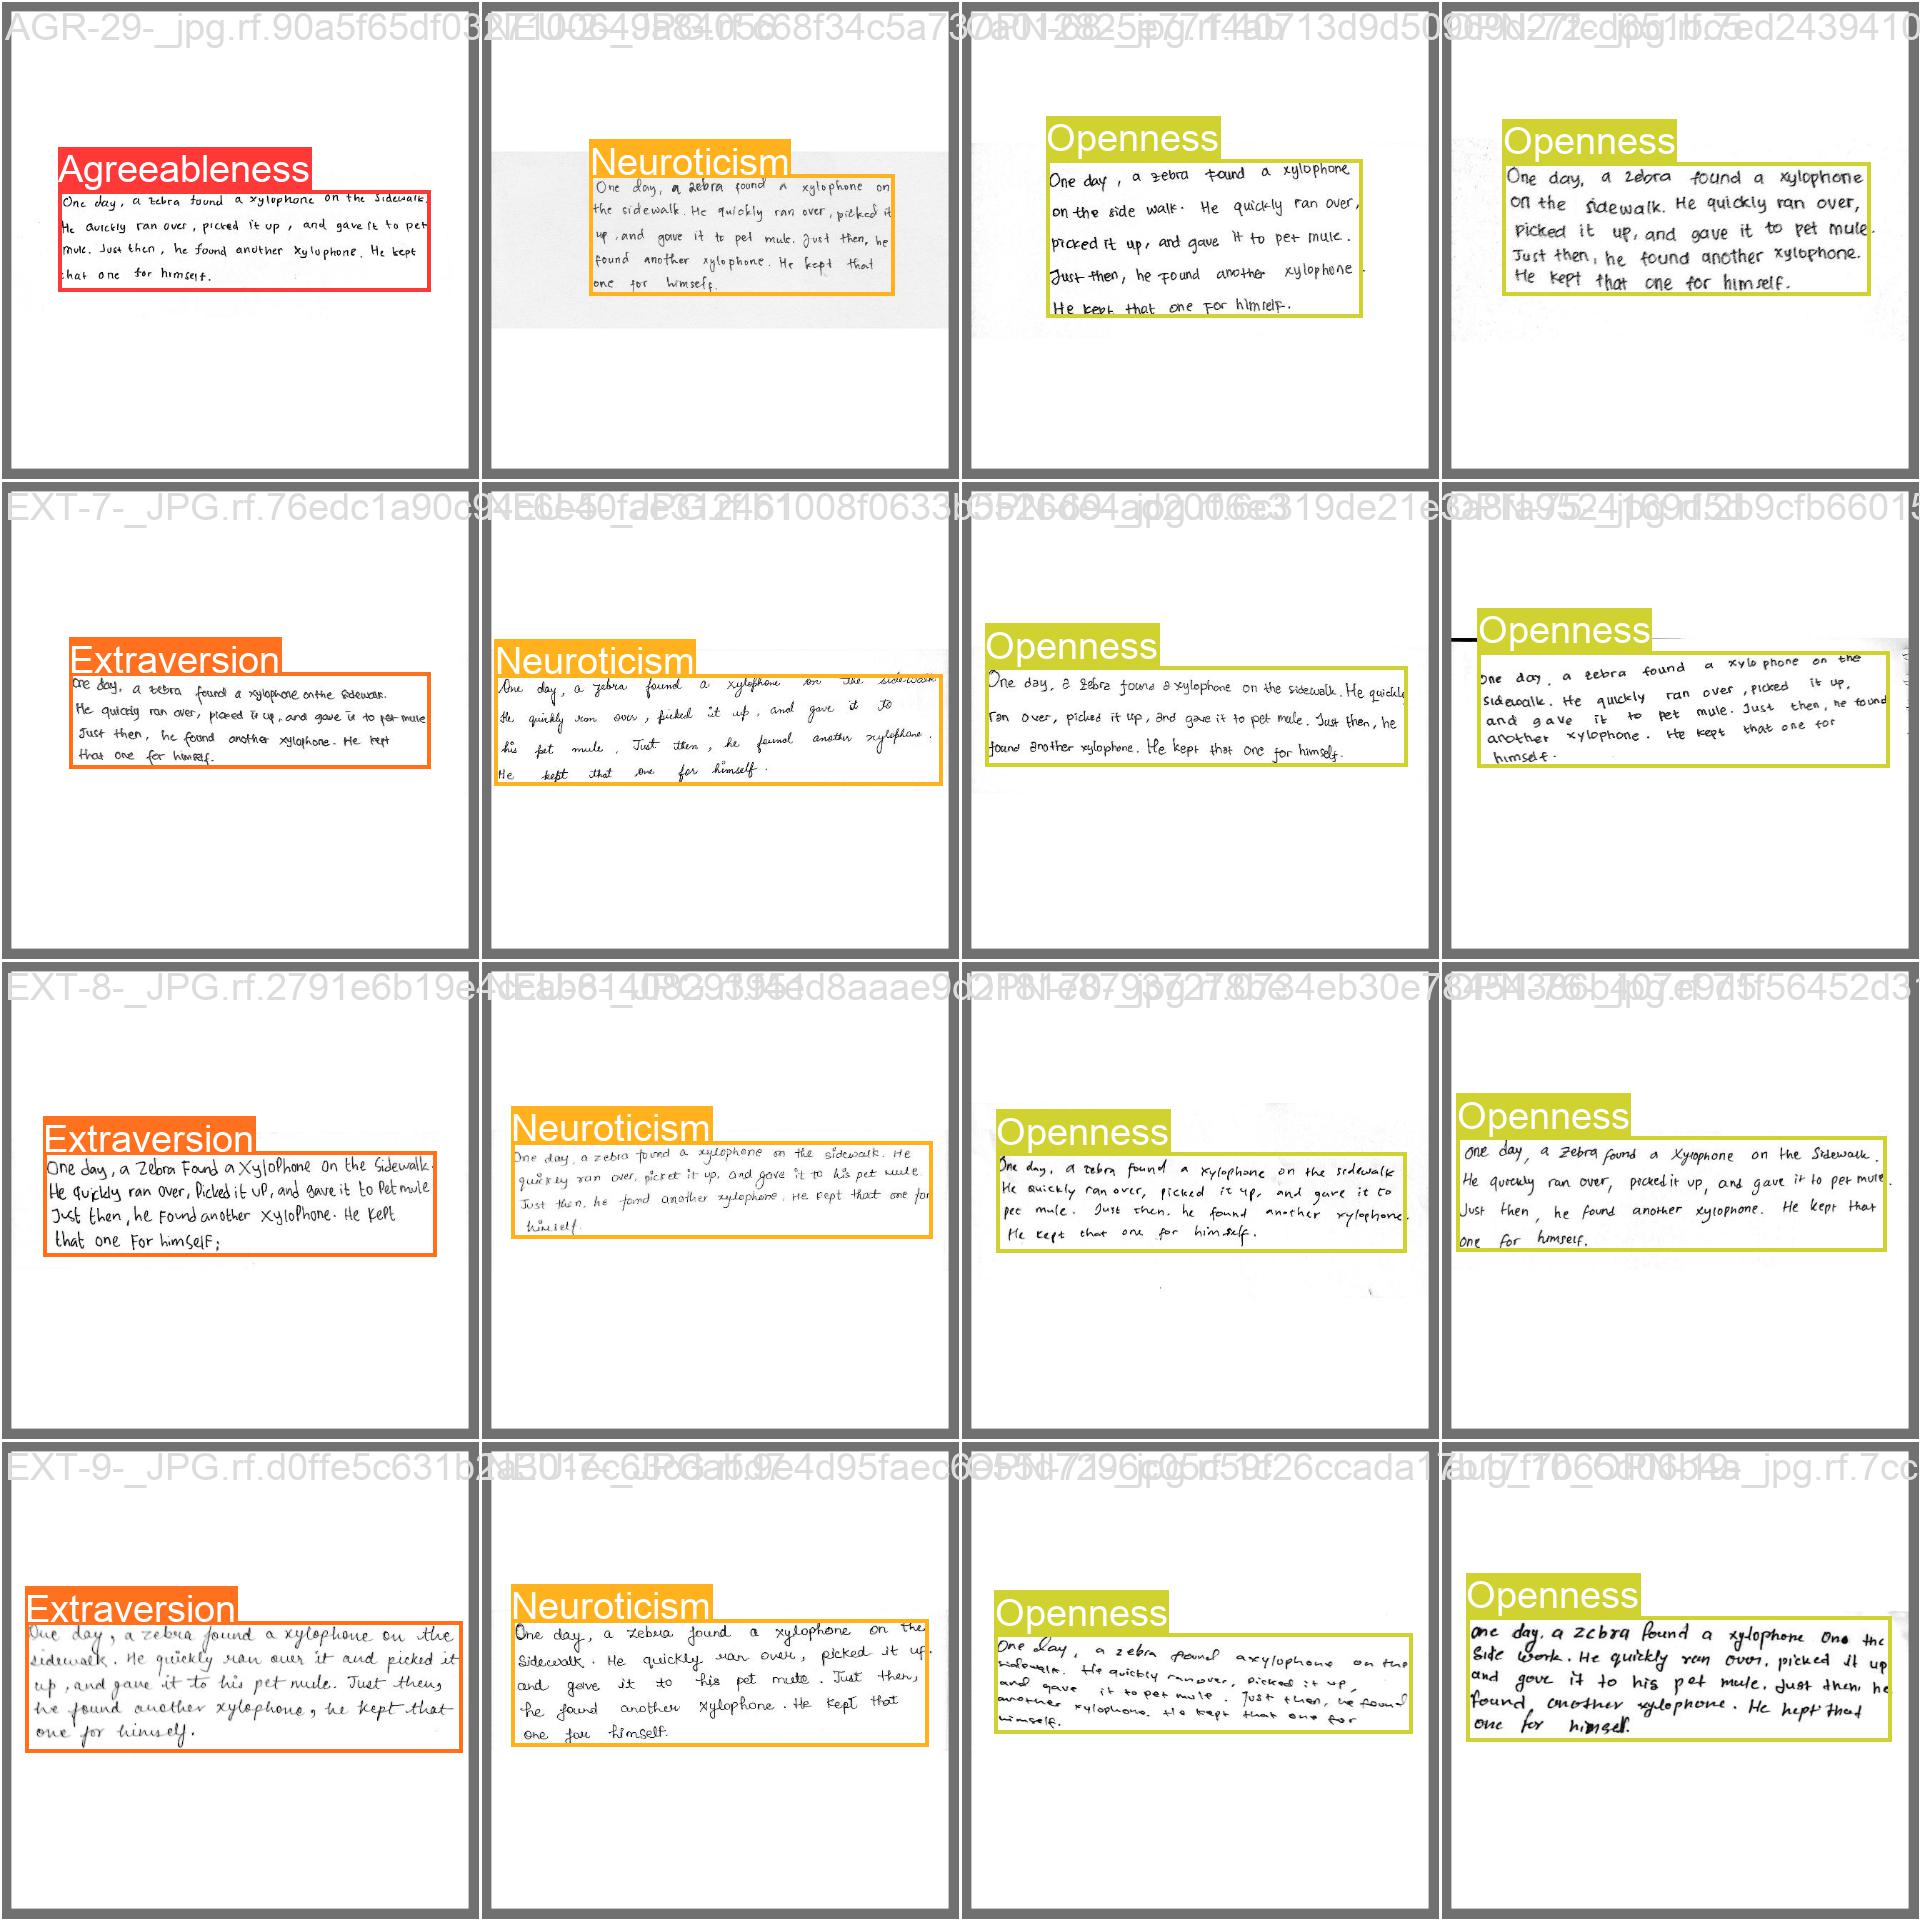 AGR-29-_jpg.rf.90a5f65df
Agreeableness
One day, a zebra found a xylophone on the sidewalk.
He quickly ran over, picked it up, and gave it to pet
mule. Just then, he found another xylophone. He kept
that one for himself.
Neuroticism
One day, a zebra found a xylophone on
the sidewalk. He quickly ran over, picked it
up, and gave it to pet mule. Just then, he
found another xylophone. He kept that
one for himself.
Openness
One day, a zebra found a xylophone
on the side walk. He quickly ran over,
picked it up, and gave it to pet mule.
Just then, he found another xylophone.
He kept that one for himself.
Openness
One day, a zebra found a xylophone
on the sidewalk. He quickly ran over,
picked it up, and gave it to pet mule.
Just then, he found another xylophone.
He kept that one for himself.
EXT-7-_JPG.rf.76edc1a90c
Extraversion
One day, a zebra found a xylophone on the sidewalk.
He quickly ran over, picked it up, and gave it to pet mule
Just then, he found another xylophone. He kept
that one for himself.
Neuroticism
One day, a zebra found a xylophone on the sidewalk
He quickly ran over, picked it up, and gave it to
his pet mule. Just then, he found another xylophone.
He kept that one for himself.
Openness
One day, a zebra found a xylophone on the sidewalk. He quickly
ran over, picked it up, and gave it to pet mule. Just then, he
found another xylophone. He kept that one for himself.
Openness
One day, a zebra found a xylophone on the
sidewalk. He quickly ran over, picked it up,
and gave it to pet mule. Just then, he found
another xylophone. He kept that one for
himself.
EXT-8-_JPG.rf.2791e6b19e4
Extraversion
One day, a Zebra Found a XyloPhone on the Sidewalk.
He quickly ran over, Picked it uP, and gave it to Pet mule
Just then, he Found another XyloPhone. He kept
that one For himself;
Neuroticism
One day, a zebra found a xylophone on the sidewalk. He
quickly ran over, picket it up, and gave it to his pet mule
Just then, he found another xylophone. He kept that one for
himself.
Openness
One day, a zebra found a xylophone on the sidewalk
He quickly ran over, picked it up, and gave it to
pet mule. Just then, he found another xylophone.
He kept that one for himself.
Openness
One day, a Zebra found a Xyrophone on the Sidewalk.
He quickly ran over, picked it up, and gave it to pet mule.
Just then, he found another xylophone. He kept that
one for himself.
EXT-9-_JPG.rf.d0ffe5c631b
Extraversion
One day, a zebra found a xylophone on the
sidewalk. He quickly ran over it and picked it
up, and gave it to his pet mule. Just then,
he found another xylophone, he kept that
one for himself.
Neuroticism
One day, a zebra found a xylophone on the
Sidewalk. He quickly ran over, picked it up.
and gave it to his pet mule. Just then,
he found another xylophone. He kept that
one for himself.
Openness
One day, a zebra found a xylophone on the
sidewalk. He quickly ran over, picked it up,
and gave it to pet mule. Just then, he found
another xylophone. He kept that one for
himself.
Openness
One day, a zebra found a xylophone One the
Side work. He quickly ran over, picked it up
and gove it to his pet mule. Just then he
found another xylophone. He kept that
one for himself.